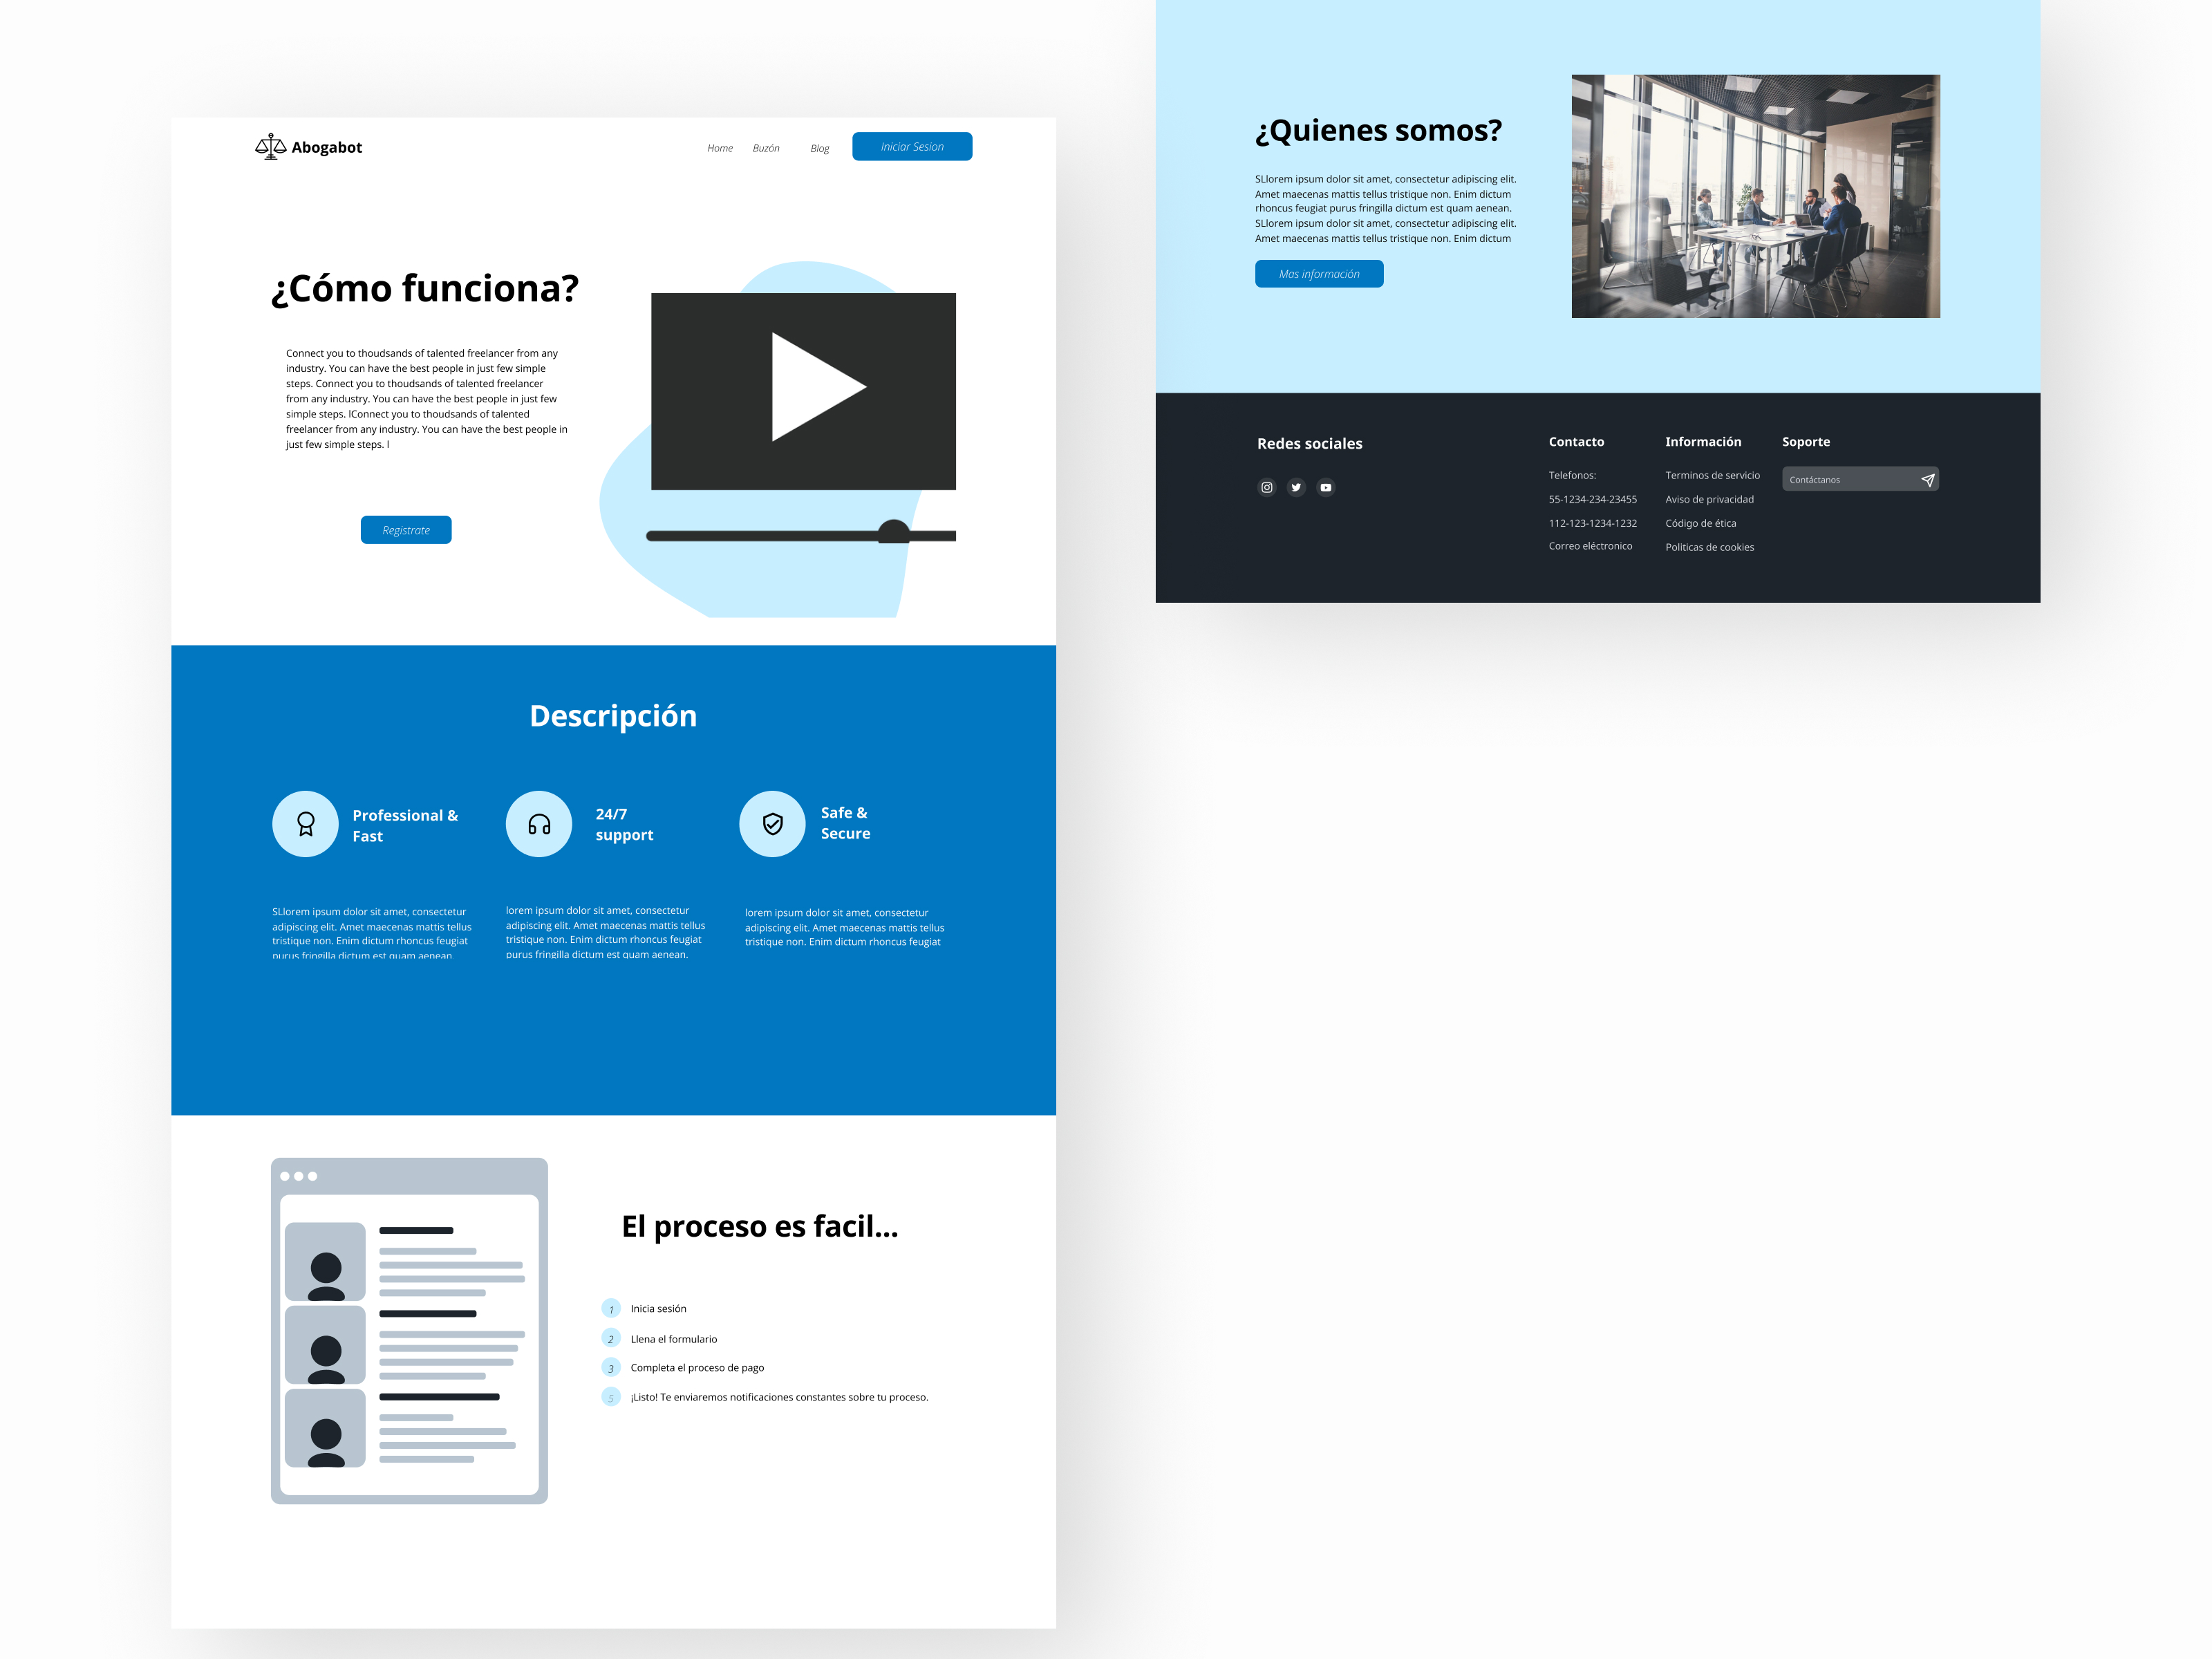 Abogabot
Home Buzón Blog Iniciar Sesion
¿Cómo funciona?
Connect you to thoudsands of talented freelancer from any
industry. You can have the best people in just few simple
steps. Connect you to thoudsands of talented freelancer
from any industry. You can have the best people in just few
simple steps. lConnect you to thoudsands of talented
freelancer from any industry. You can have the best people in
just few simple steps. l
Registrate
Descripción
Professional &
Fast
SLlorem ipsum dolor sit amet, consectetur
adipiscing elit. Amet maecenas mattis tellus
tristique non. Enim dictum rhoncus feugiat
purus fringilla dictum est quam aenean.
24/7
support
lorem ipsum dolor sit amet, consectetur
adipiscing elit. Amet maecenas mattis tellus
tristique non. Enim dictum rhoncus feugiat
purus fringilla dictum est quam aenean.
Safe &
Secure
lorem ipsum dolor sit amet, consectetur
adipiscing elit. Amet maecenas mattis tellus
tristique non. Enim dictum rhoncus feugiat
El proceso es facil...
1 Inicia sesión
2 Llena el formulario
3 Completa el proceso de pago
5 ¡Listo! Te enviaremos notificaciones constantes sobre tu proceso.
¿Quienes somos?
SLlorem ipsum dolor sit amet, consectetur adipiscing elit.
Amet maecenas mattis tellus tristique non. Enim dictum
rhoncus feugiat purus fringilla dictum est quam aenean.
SLlorem ipsum dolor sit amet, consectetur adipiscing elit.
Amet maecenas mattis tellus tristique non. Enim dictum
Mas información
Redes sociales
Contacto
Telefonos:
55-1234-234-23455
112-123-1234-1232
Correo eléctronico
Información
Terminos de servicio
Aviso de privacidad
Código de ética
Politicas de cookies
Soporte
Contáctanos